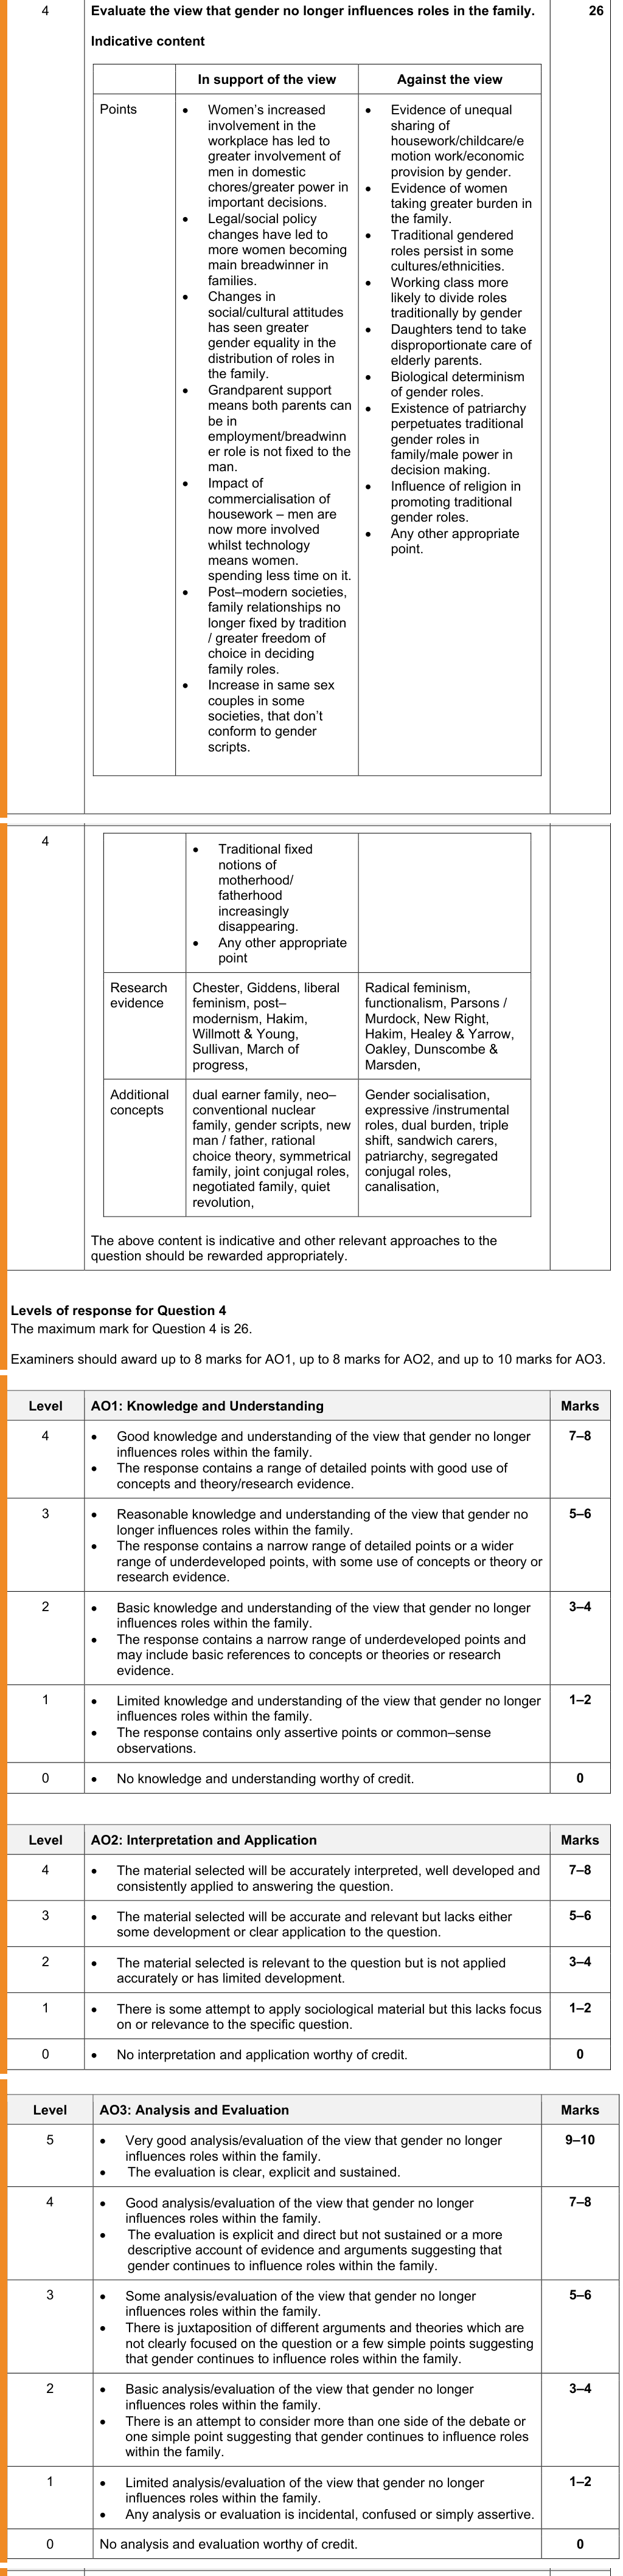 4
Evaluate the view that gender no longer influences roles in the family.
26
Indicative content
In support of the view
Against the view
Points
• Women's increased
involvement in the
workplace has led to
greater involvement of
men in domestic
chores/greater power in
important decisions.
• Legal/social policy
changes have led to
more women becoming
main breadwinner in
families.
• Changes in
social/cultural attitudes
has seen greater
gender equality in the
distribution of roles in
the family.
• Grandparent support
means both parents can
be in
employment/breadwinn
er role is not fixed to the
man.
• Impact of
commercialisation of
housework – men are
now more involved
whilst technology
means women.
spending less time on it.
• Post–modern societies,
family relationships no
longer fixed by tradition
/ greater freedom of
choice in deciding
family roles.
• Increase in same sex
couples in some
societies, that don't
conform to gender
scripts.
• Evidence of unequal
sharing of
housework/childcare/e
motion work/economic
provision by gender.
• Evidence of women
taking greater burden in
the family.
• Traditional gendered
roles persist in some
cultures/ethnicities.
• Working class more
likely to divide roles
traditionally by gender
• Daughters tend to take
disproportionate care of
elderly parents.
• Biological determinism
of gender roles.
• Existence of patriarchy
perpetuates traditional
gender roles in
family/male power in
decision making.
• Influence of religion in
promoting traditional
gender roles.
• Any other appropriate
point.
4
• Traditional fixed
notions of
motherhood/
fatherhood
increasingly
disappearing.
• Any other appropriate
point
Research
evidence
Chester, Giddens, liberal
feminism, post–
modernism, Hakim,
Willmott & Young,
Sullivan, March of
progress,
Radical feminism,
functionalism, Parsons /
Murdock, New Right,
Hakim, Healey & Yarrow,
Oakley, Dunscombe &
Marsden,
Additional
concepts
dual earner family, neo–
conventional nuclear
family, gender scripts, new
man / father, rational
choice theory, symmetrical
family, joint conjugal roles,
negotiated family, quiet
revolution,
Gender socialisation,
expressive /instrumental
roles, dual burden, triple
shift, sandwich carers,
patriarchy, segregated
conjugal roles,
canalisation,
The above content is indicative and other relevant approaches to the
question should be rewarded appropriately.
Levels of response for Question 4
The maximum mark for Question 4 is 26.
Examiners should award up to 8 marks for AO1, up to 8 marks for AO2, and up to 10 marks for AO3.
Level
AO1: Knowledge and Understanding
Marks
4
• Good knowledge and understanding of the view that gender no longer
influences roles within the family.
• The response contains a range of detailed points with good use of
concepts and theory/research evidence.
7–8
3
• Reasonable knowledge and understanding of the view that gender no
longer influences roles within the family.
• The response contains a narrow range of detailed points or a wider
range of underdeveloped points, with some use of concepts or theory or
research evidence.
5–6
2
• Basic knowledge and understanding of the view that gender no longer
influences roles within the family.
• The response contains a narrow range of underdeveloped points and
may include basic references to concepts or theories or research
evidence.
3–4
1
• Limited knowledge and understanding of the view that gender no longer
influences roles within the family.
• The response contains only assertive points or common–sense
observations.
1–2
0
• No knowledge and understanding worthy of credit.
0
Level
AO2: Interpretation and Application
Marks
4
• The material selected will be accurately interpreted, well developed and
consistently applied to answering the question.
7–8
3
• The material selected will be accurate and relevant but lacks either
some development or clear application to the question.
5–6
2
• The material selected is relevant to the question but is not applied
accurately or has limited development.
3–4
1
• There is some attempt to apply sociological material but this lacks focus
on or relevance to the specific question.
1–2
0
• No interpretation and application worthy of credit.
0
Level
AO3: Analysis and Evaluation
Marks
5
• Very good analysis/evaluation of the view that gender no longer
influences roles within the family.
• The evaluation is clear, explicit and sustained.
9–10
4
• Good analysis/evaluation of the view that gender no longer
influences roles within the family.
• The evaluation is explicit and direct but not sustained or a more
descriptive account of evidence and arguments suggesting that
gender continues to influence roles within the family.
7–8
3
• Some analysis/evaluation of the view that gender no longer
influences roles within the family.
• There is juxtaposition of different arguments and theories which are
not clearly focused on the question or a few simple points suggesting
that gender continues to influence roles within the family.
5–6
2
• Basic analysis/evaluation of the view that gender no longer
influences roles within the family.
• There is an attempt to consider more than one side of the debate or
one simple point suggesting that gender continues to influence roles
within the family.
3–4
1
• Limited analysis/evaluation of the view that gender no longer
influences roles within the family.
• Any analysis or evaluation is incidental, confused or simply assertive.
1–2
0
No analysis and evaluation worthy of credit.
0